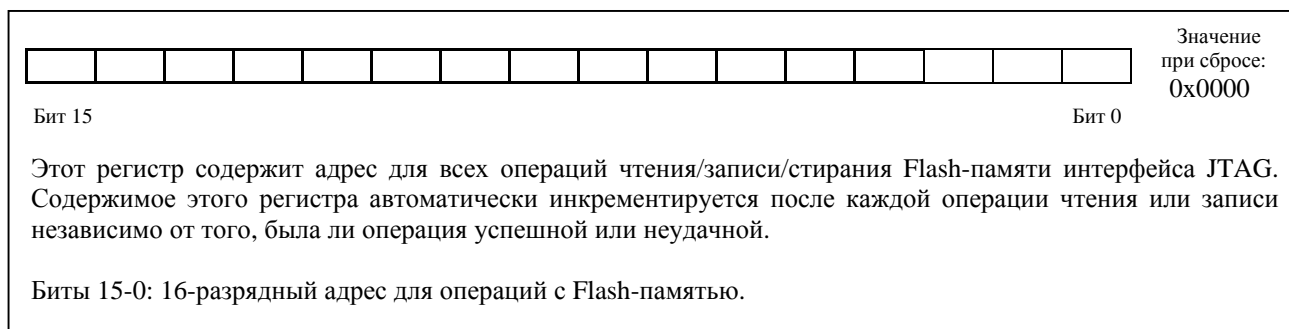 Значение
при сбросе:
0x0000
Бит 15
Бит 0
Этот регистр содержит адрес для всех операций чтения/записи/стирания Flash-памяти интерфейса JTAG.
Содержимое этого регистра автоматически инкрементируется после каждой операции чтения или записи
независимо от того, была ли операция успешной или неудачной.
Биты 15-0: 16-разрядный адрес для операций с Flash-памятью.